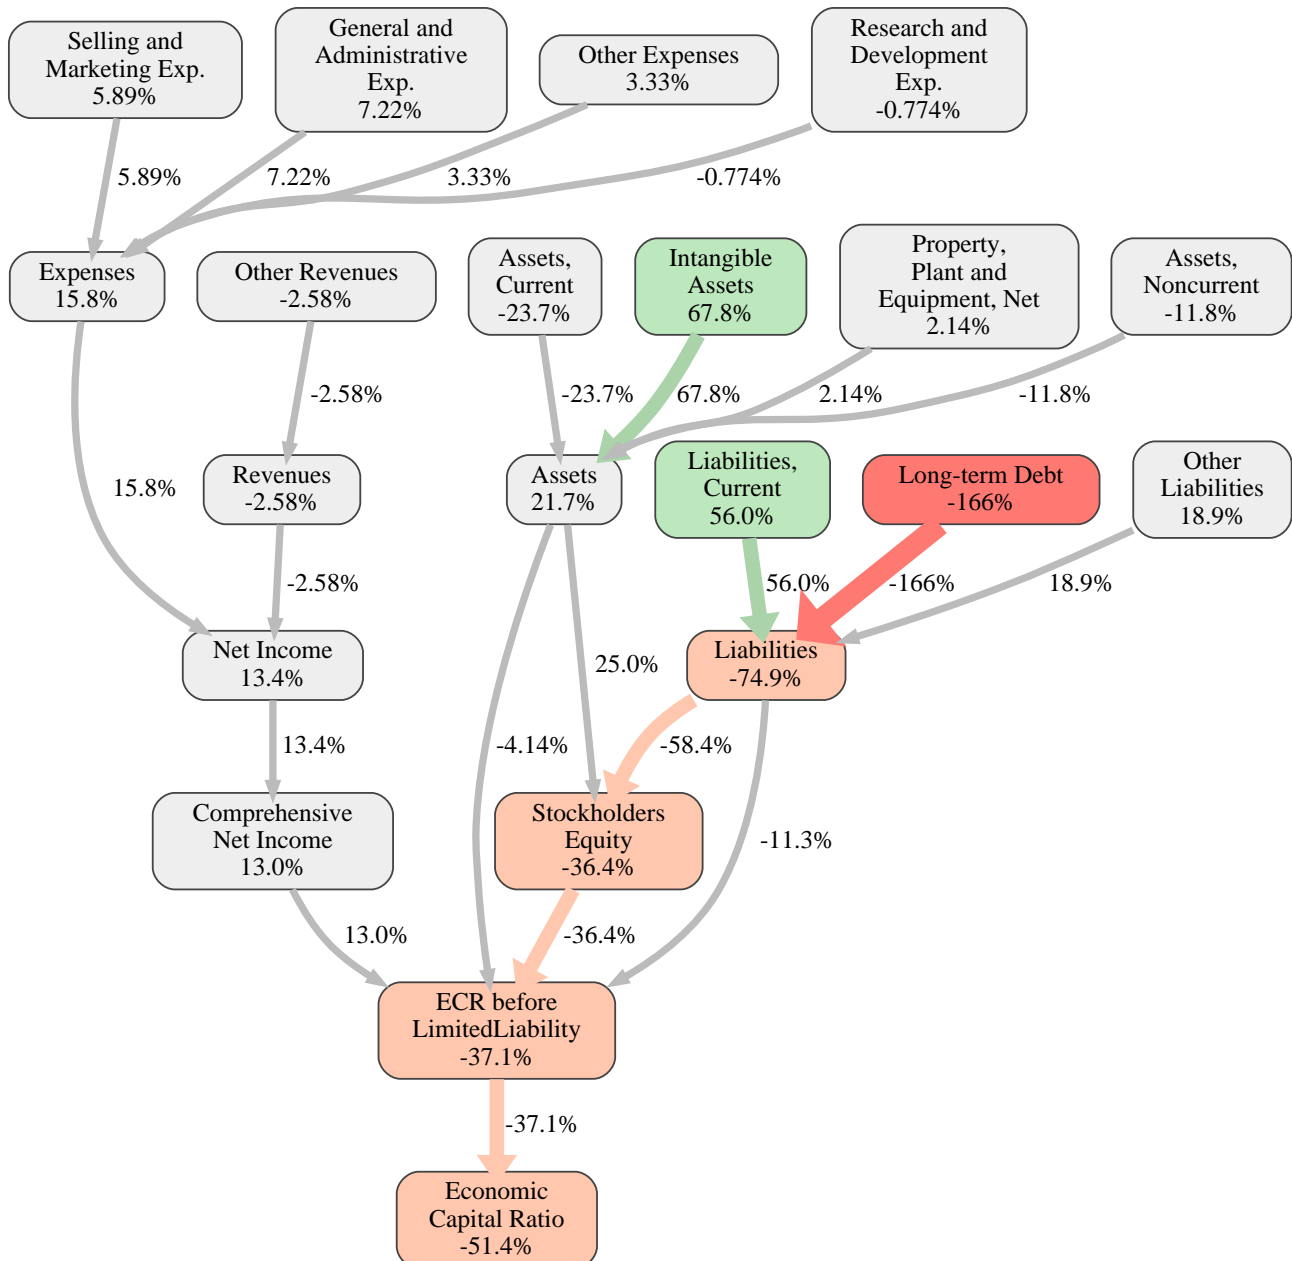 Selling and
Marketing Exp.
5.89%
General and
Administrative
Exp.
7.22%
Other Expenses
3.33%
Research and
Development
Exp.
-0.774%
5.89%
7.22%
3.33%
-0.774%
Expenses
15.8%
Other Revenues
-2.58%
Assets,
Current
-23.7%
Intangible
Assets
67.8%
Property,
Plant and
Equipment, Net
2.14%
Assets,
Noncurrent
-11.8%
-2.58%
-23.7%
67.8%
2.14%
-11.8%
15.8%
Revenues
-2.58%
Assets
21.7%
Liabilities,
Current
56.0%
Long-term Debt
-166%
Other
Liabilities
18.9%
-2.58%
56.0%
-166%
18.9%
Net Income
13.4%
25.0%
Liabilities
-74.9%
13.4%
-4.14%
-58.4%
Comprehensive
Net Income
13.0%
Stockholders
Equity
-36.4%
-11.3%
13.0%
-36.4%
ECR before
LimitedLiability
-37.1%
-37.1%
Economic
Capital Ratio
-51.4%